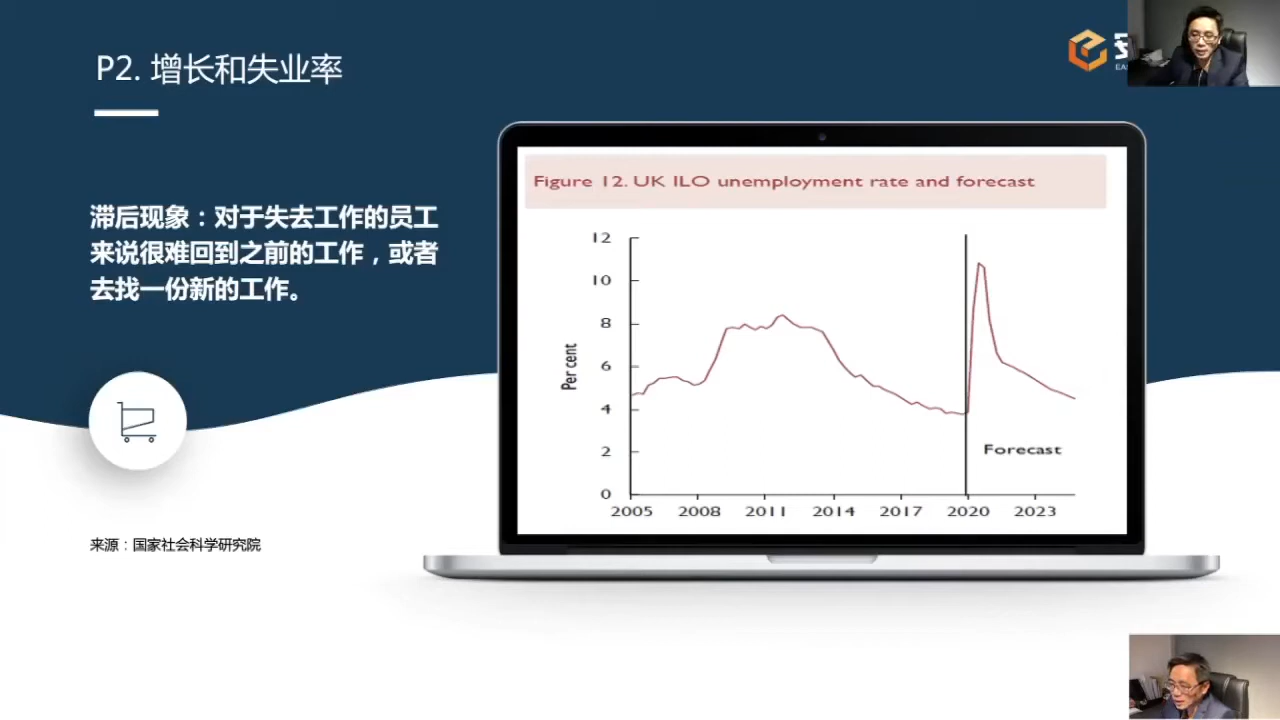 P2. 增长和失业率
滞后现象：对于失去工作的员工
来说很难回到之前的工作，或者
去找一份新的工作。
来源：国家社会科学研究院
Figure 12. UK ILO unemployment rate and forecast
Per cent
12
10
8
6
4
2
0
Forecast
2005 2008 2011 2014 2017 2020 2023